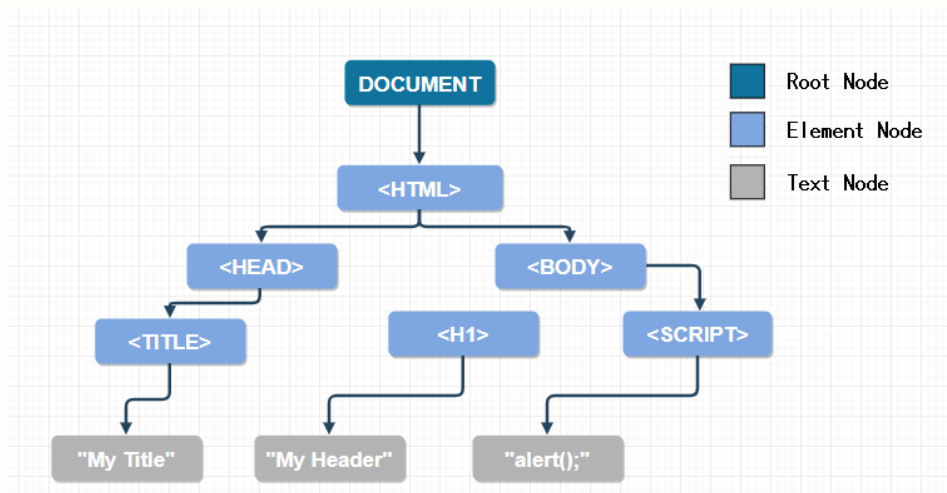 DOCUMENT
Root Node
Element Node
Text Node
<HTML>
<HEAD>
<BODY>
<TITLE>
<H1>
<SCRIPT>
"My Title"
"My Header"
"alert();"